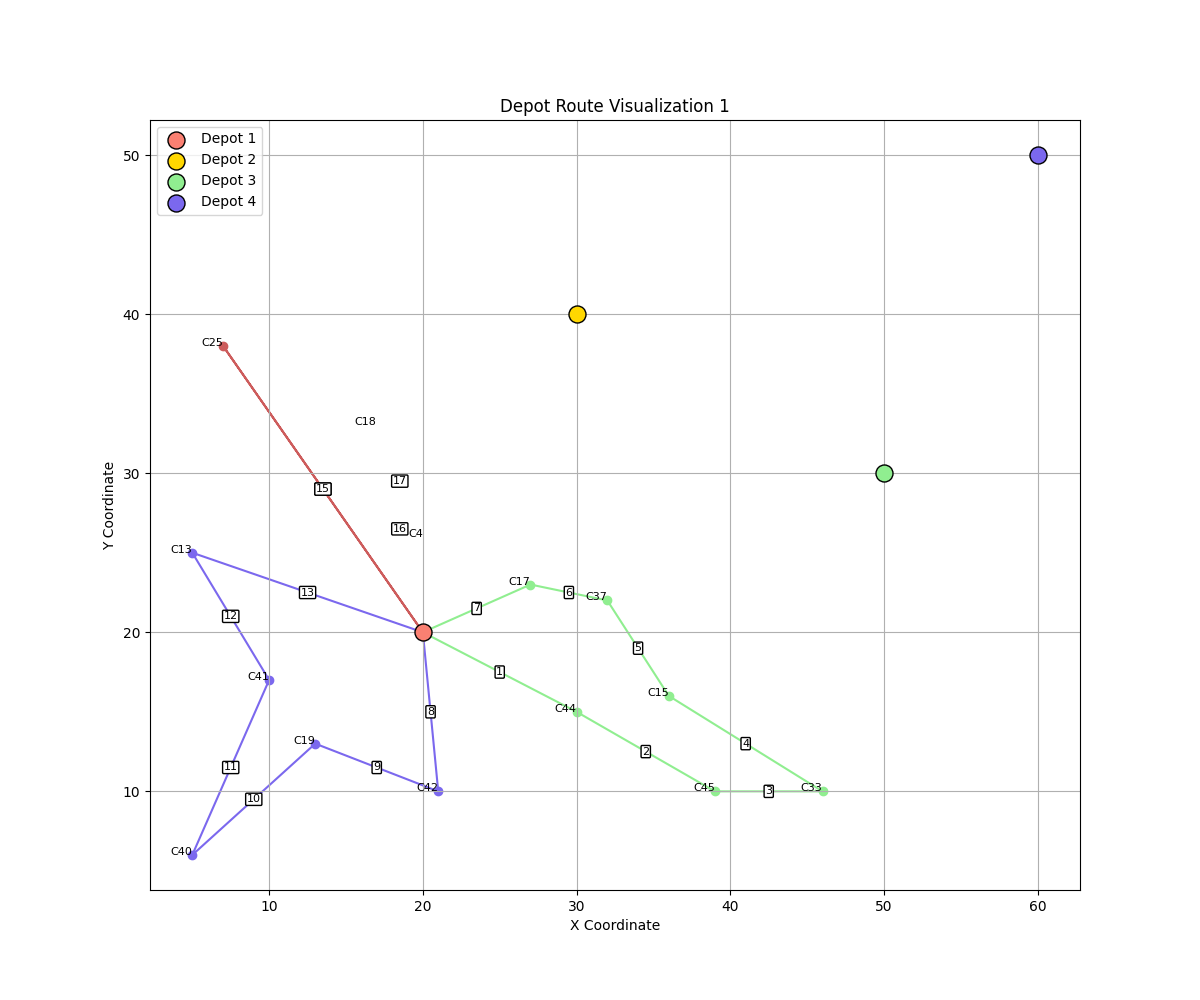 Depot Route Visualization 1
Depot 1
Depot 2
Depot 3
Depot 4
Y Coordinate
50
40
30
20
10
C25
C18
17
15
16
C4
C13
13
12
C17
6
C37
7
5
C41
1
C15
C44
8
2
C19
4
11
9
10
C42
C45
3
C33
C40
10
20
30
40
50
60
X Coordinate